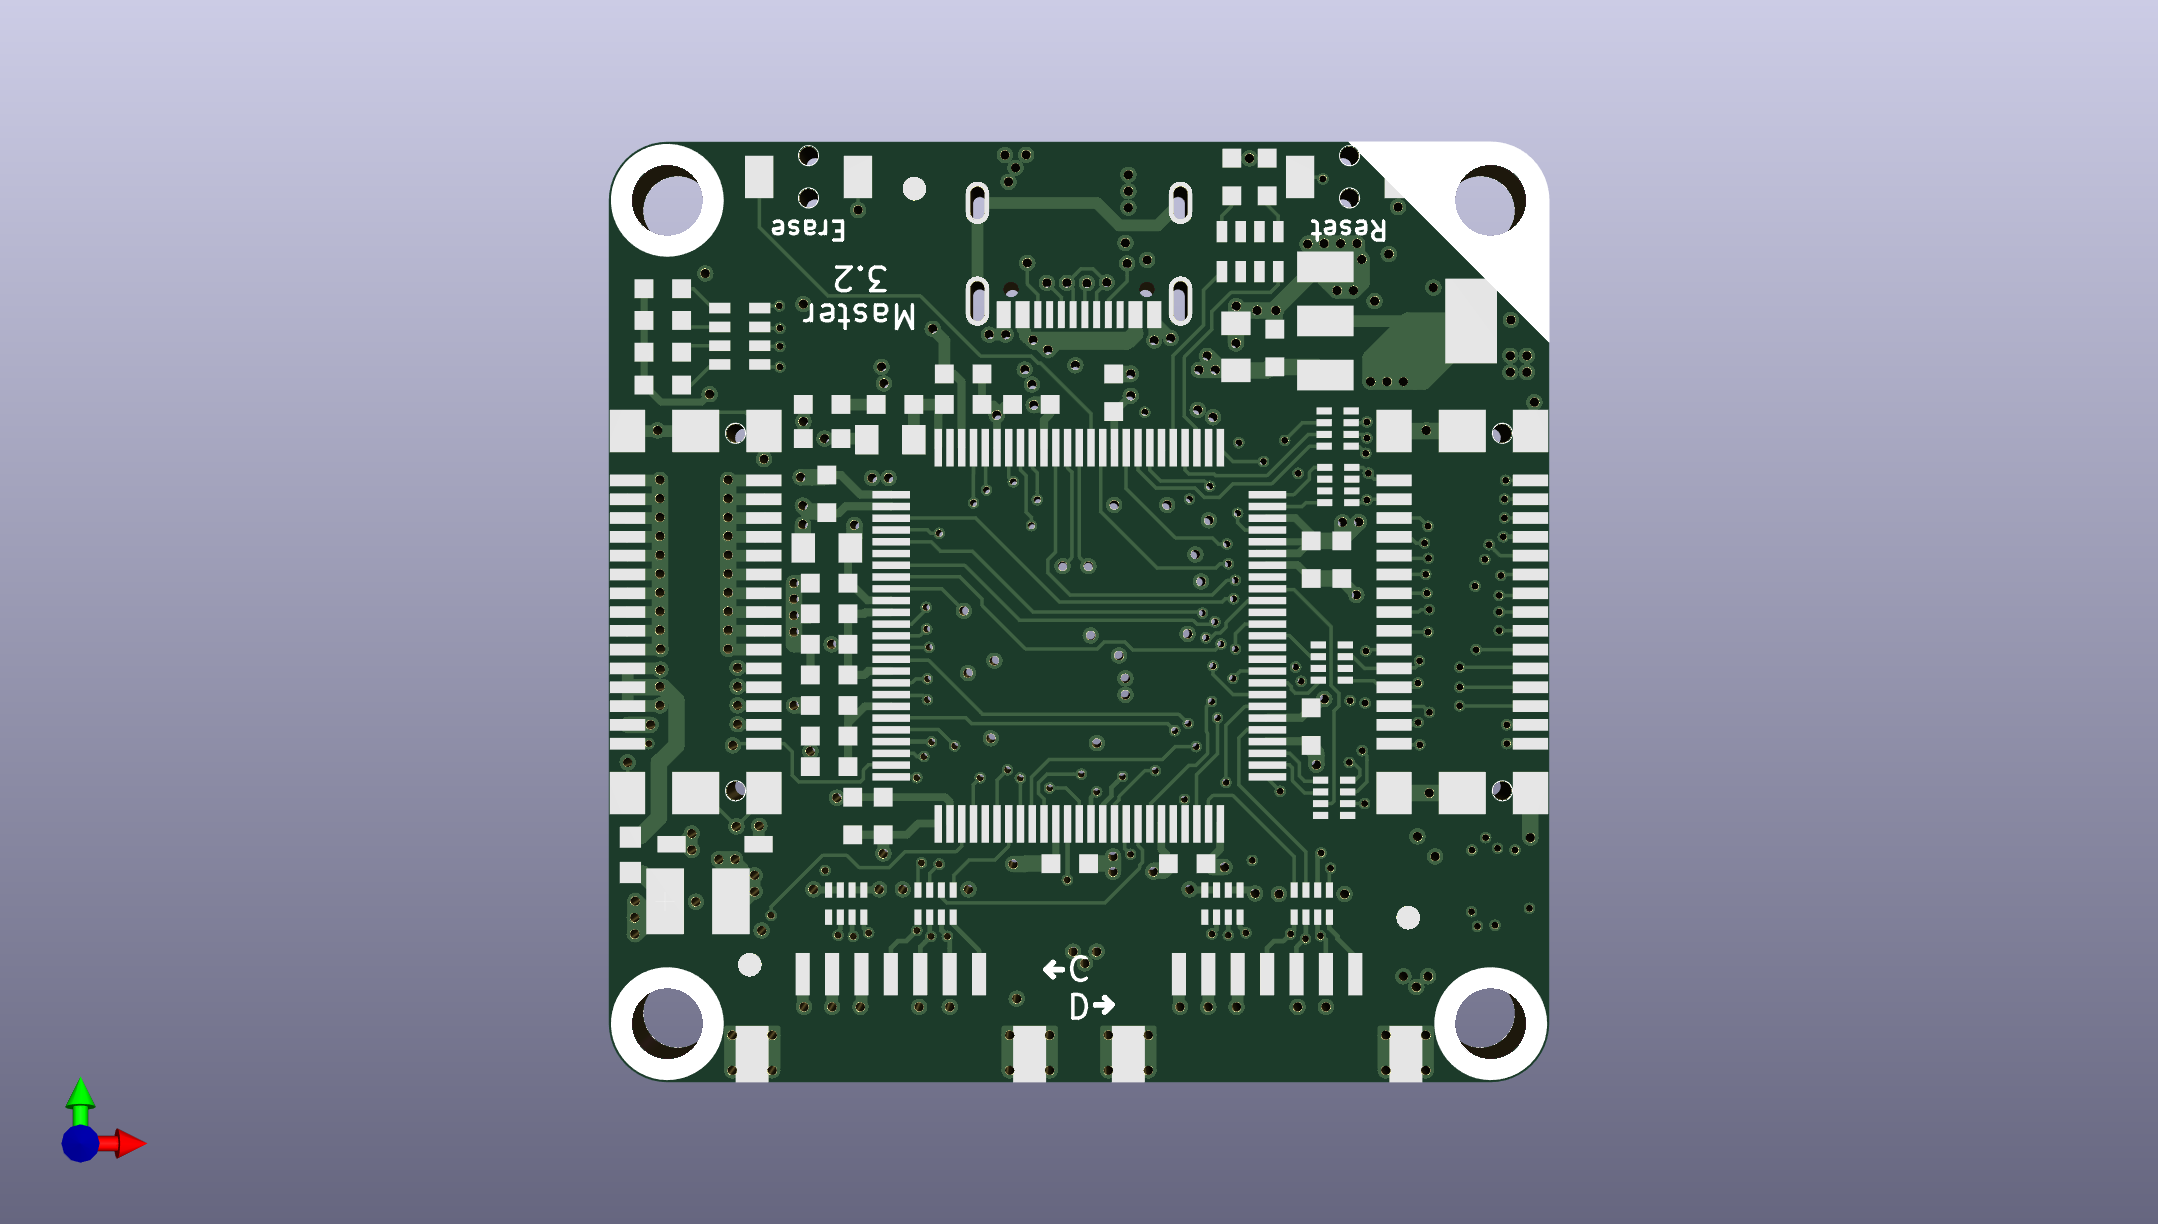 Erase
Reset
3.2
Master
←C
D→